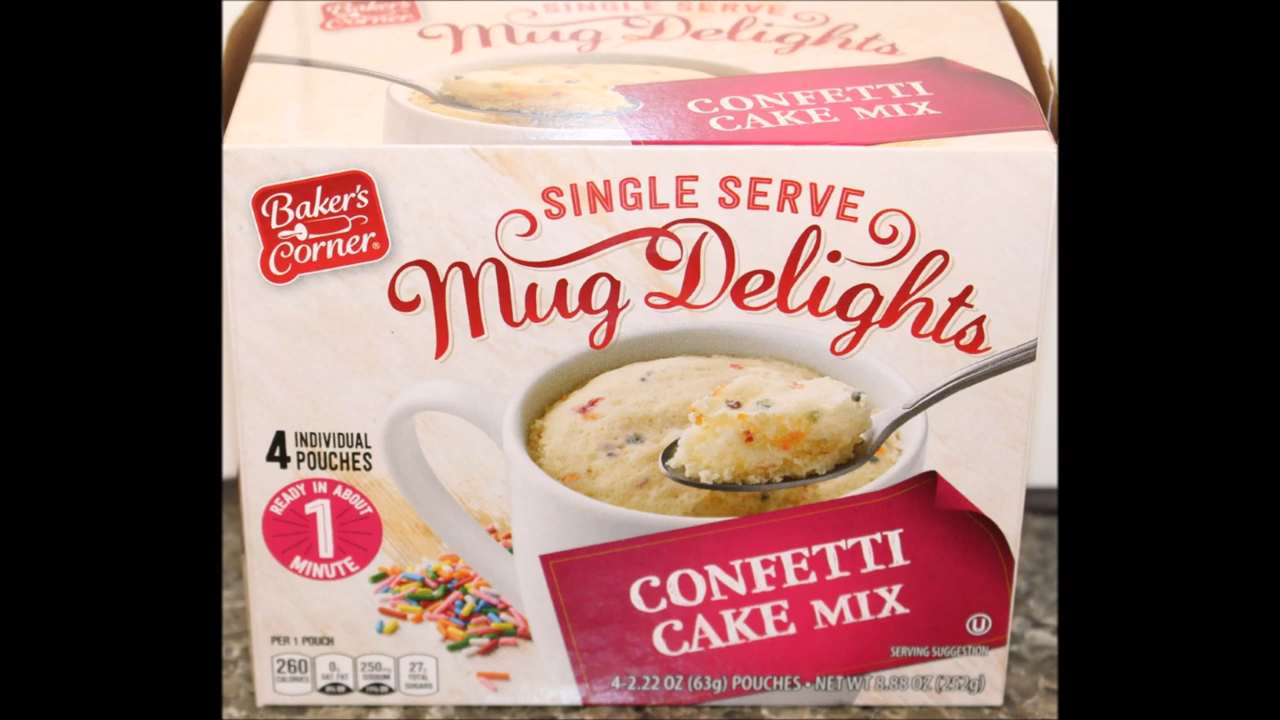 Baker's
Corner
SINGLE SERVE
Mug Delights
CONFETTI
CAKE MIX
Baker's
Corner®
SINGLE SERVE
Mug Delights
4 INDIVIDUAL
POUCHES
READY IN ABOUT
1
MINUTE
CONFETTI
CAKE MIX
U
SERVING SUGGESTION
PER 1 POUCH
260
CALORIES
0g
SAT FAT
250mg
SODIUM
27g
TOTAL
SUGARS
4-2.22 OZ (63g) POUCHES • NET WT 8.88 OZ (252g)